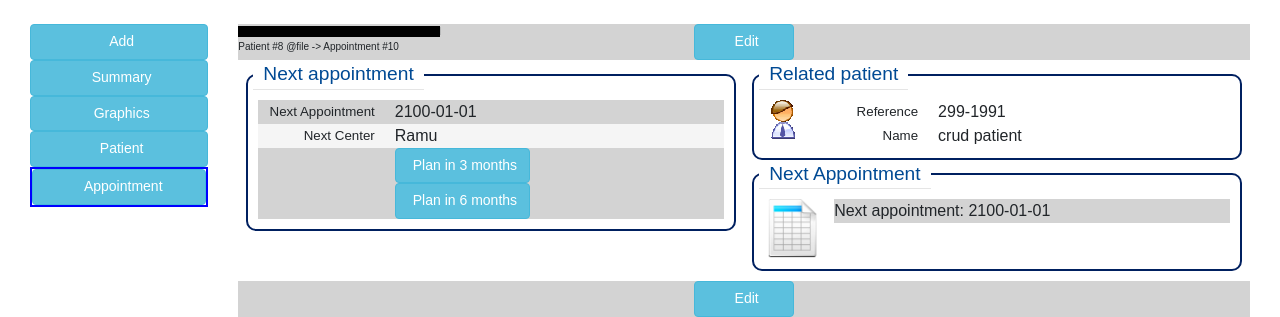 Add
Summary
Graphics
Patient
Appointment
Patient #8 @file -> Appointment #10
Edit
Next appointment
Next Appointment 2100-01-01
Next Center Ramu
Plan in 3 months
Plan in 6 months
Related patient
Reference 299-1991
Name crud patient
Next Appointment
Next appointment: 2100-01-01
Edit